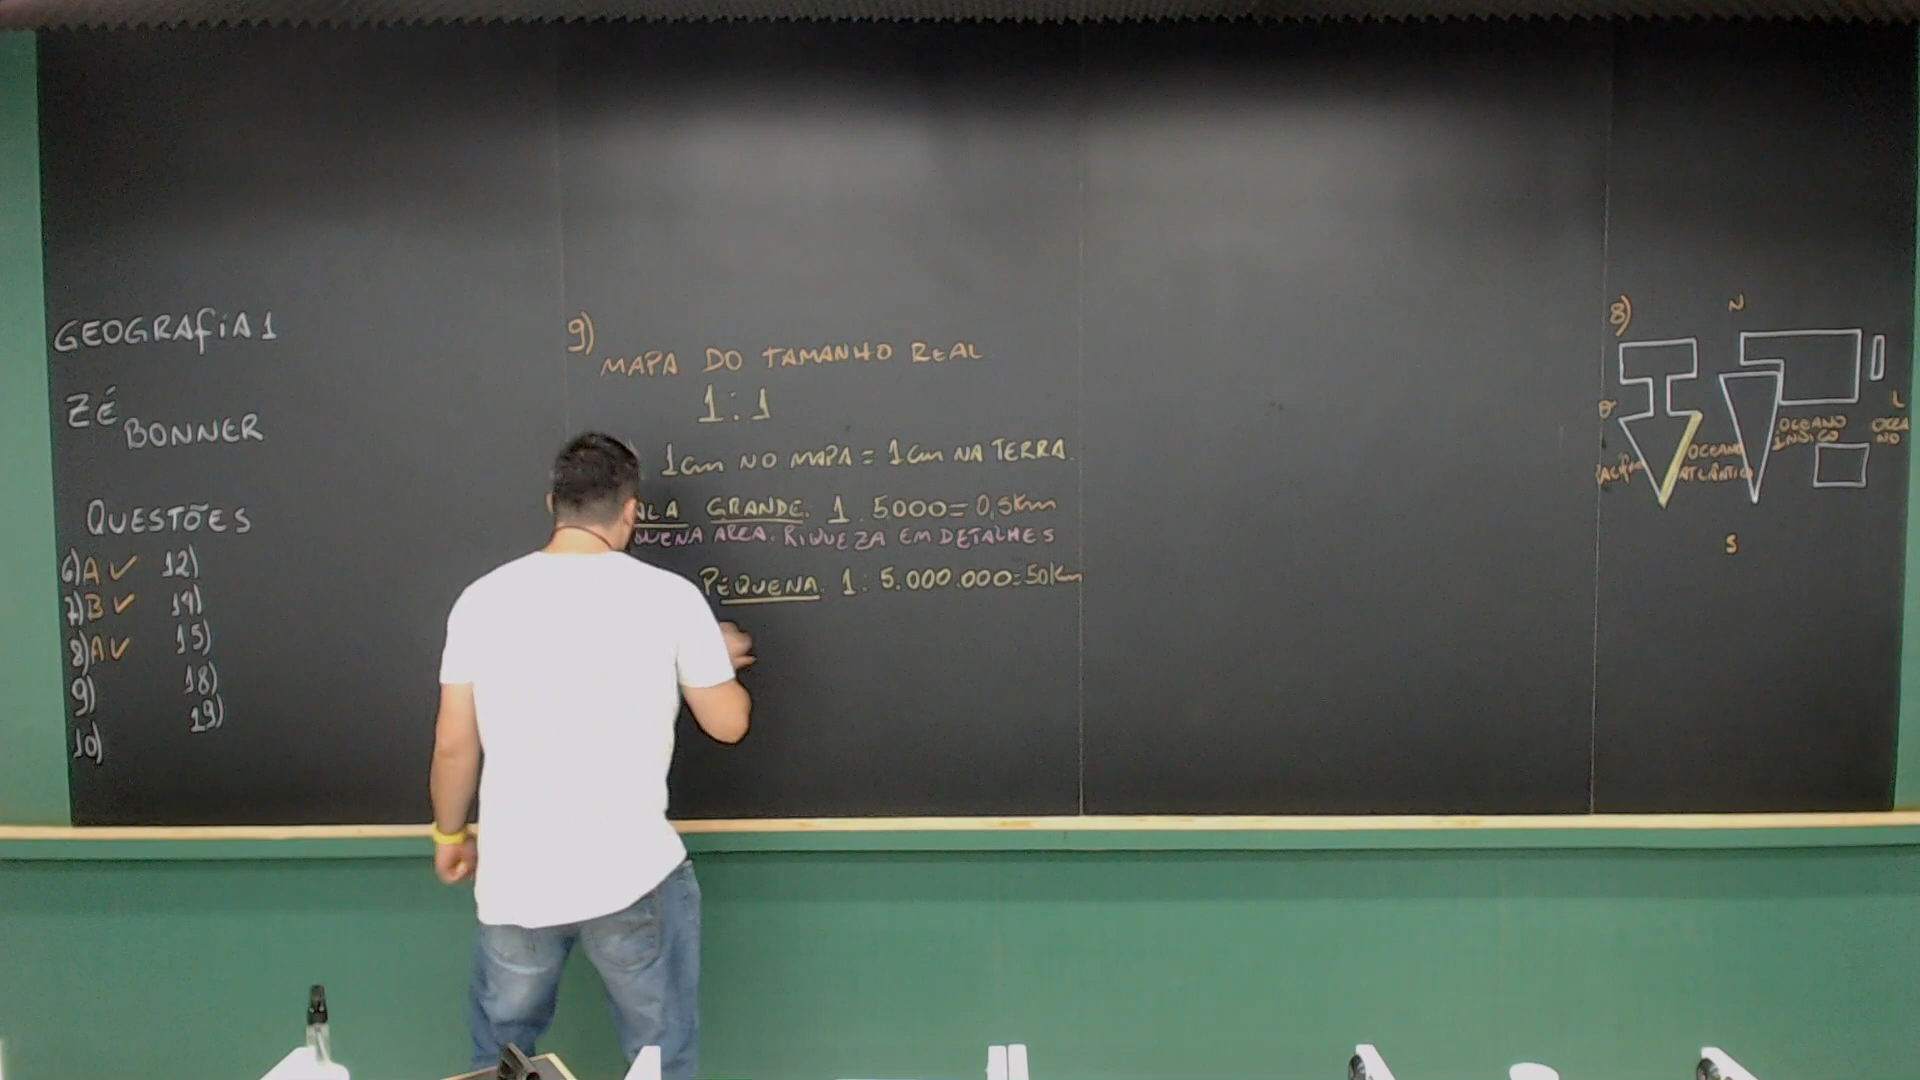 GEOGRAFIA 1
ZÉ
BONNER
QUESTÕES
6) A ✓ 12)
7) B ✓ 14)
8) A ✓ 15)
9) 18)
10) 19)
9)
MAPA DO TAMANHO REAL
1:1
1cm NO MAPA = 1cm NA TERRA.
GRANDE. 1 : 5000 = 0,5km
AREA. RIQUEZA EM DETALHES
PEQUENA. 1: 5.000.000 = 50km
8)
N
L
OCEANO
ÍNDICO
OCEA
NO
OCEANO
ATLÂNTICO
S